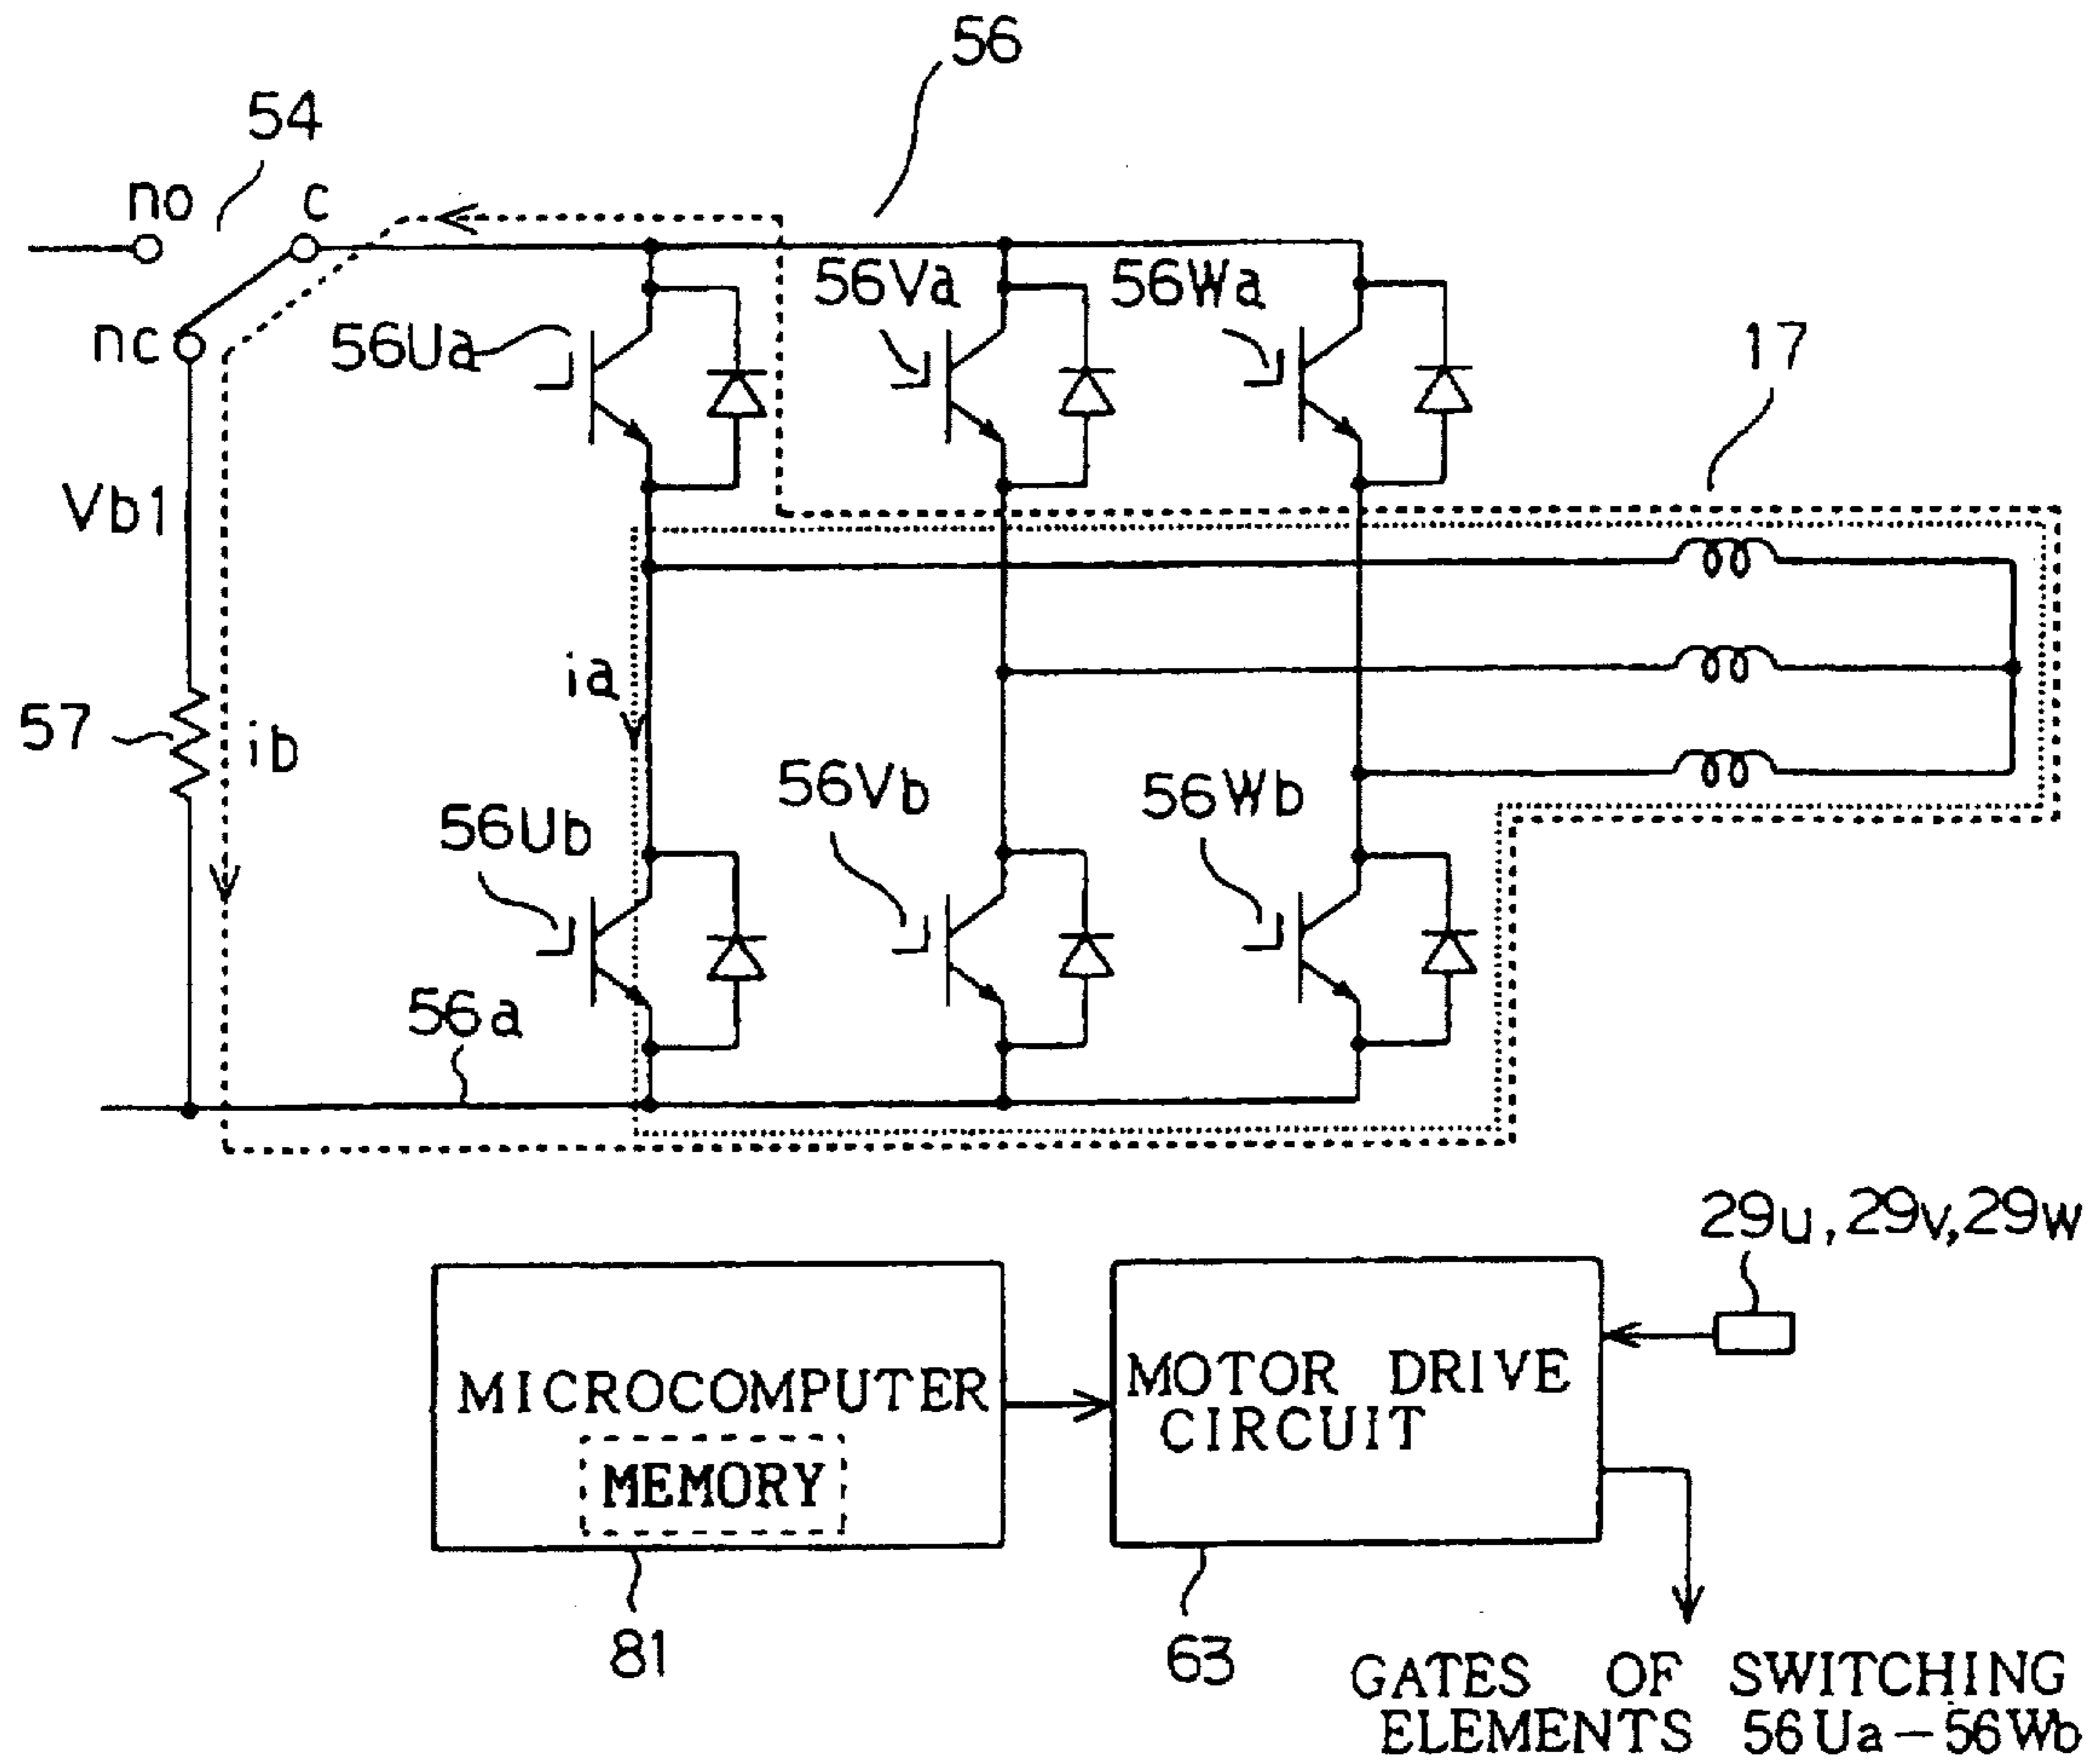 56
54
no
c
nc
56Ua
56Va
56Wa
17
Vb1
57
ib
ia
56Ub
56Vb
56Wb
56a
29u, 29v, 29w
MICROCOMPUTER
MEMORY
MOTOR DRIVE
CIRCUIT
81
63
GATES OF SWITCHING
ELEMENTS 56Ua-56Wb